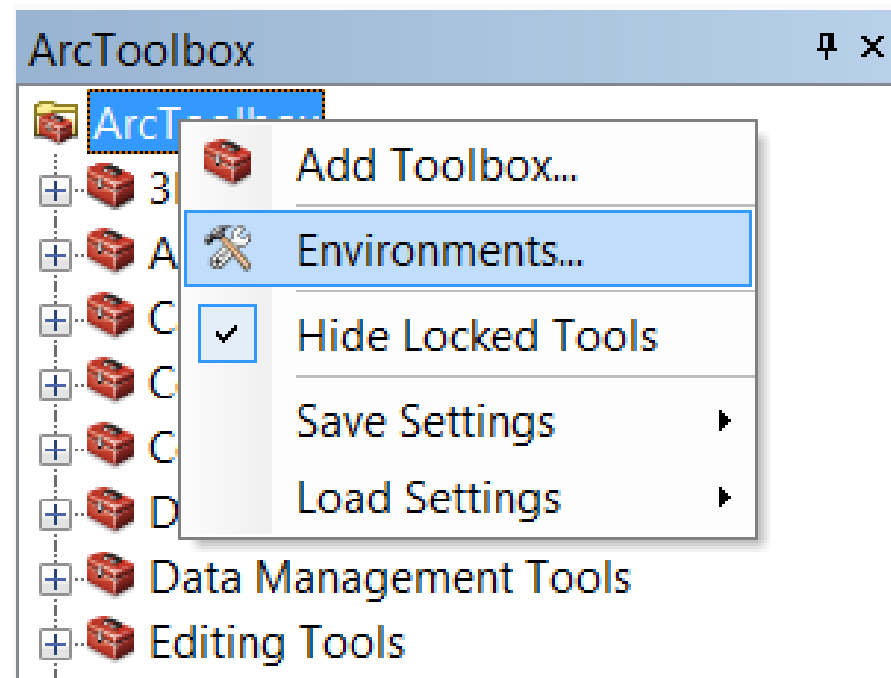 ArcToolbox
Add Toolbox...
Environments...
Hide Locked Tools
Save Settings
Load Settings
Data Management Tools
Editing Tools